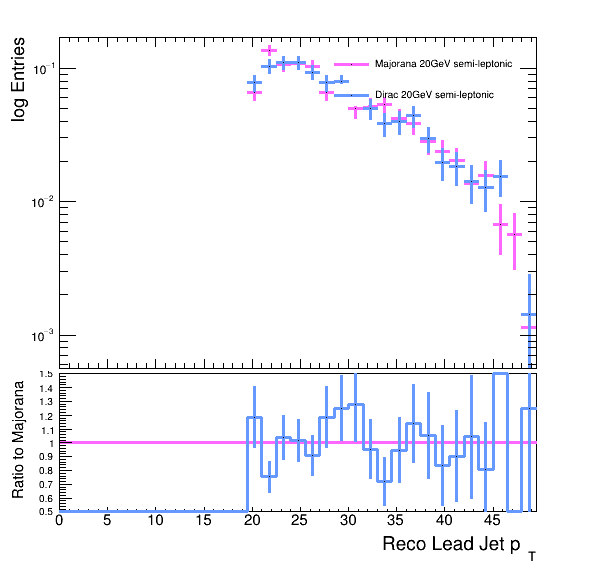 log Entries
10⁻¹
10⁻²
10⁻³
Majorana 20GeV semi-leptonic
Dirac 20GeV semi-leptonic
Ratio to Majorana
1.5
1.4
1.3
1.2
1.1
1
0.9
0.8
0.7
0.6
0.5
0 5 10 15 20 25 30 35 40 45
Reco Lead Jet p_T